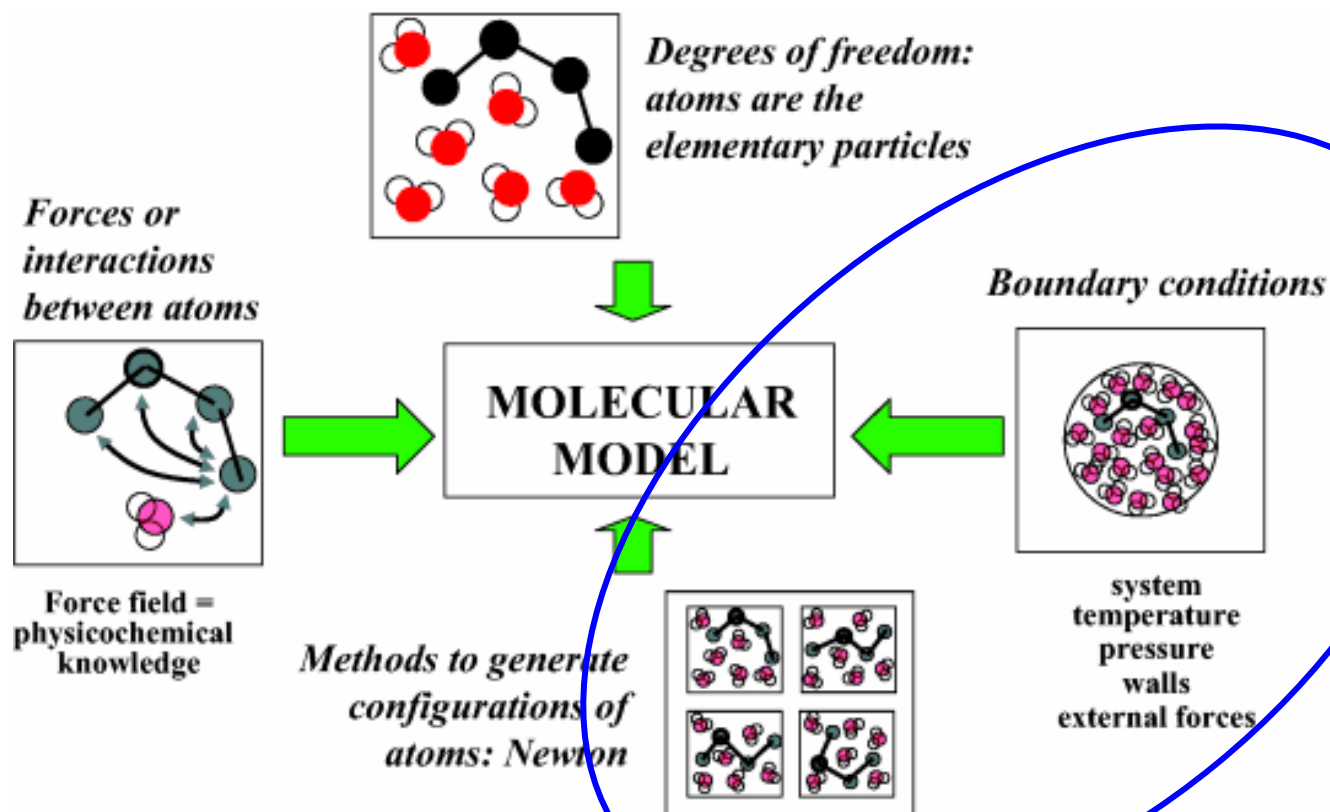 Degrees of freedom:
atoms are the
elementary particles
Forces or
interactions
between atoms
Boundary conditions
MOLECULAR
MODEL
Force field =
physicochemical
knowledge
Methods to generate
configurations of
atoms: Newton
system
temperature
pressure
walls
external forces